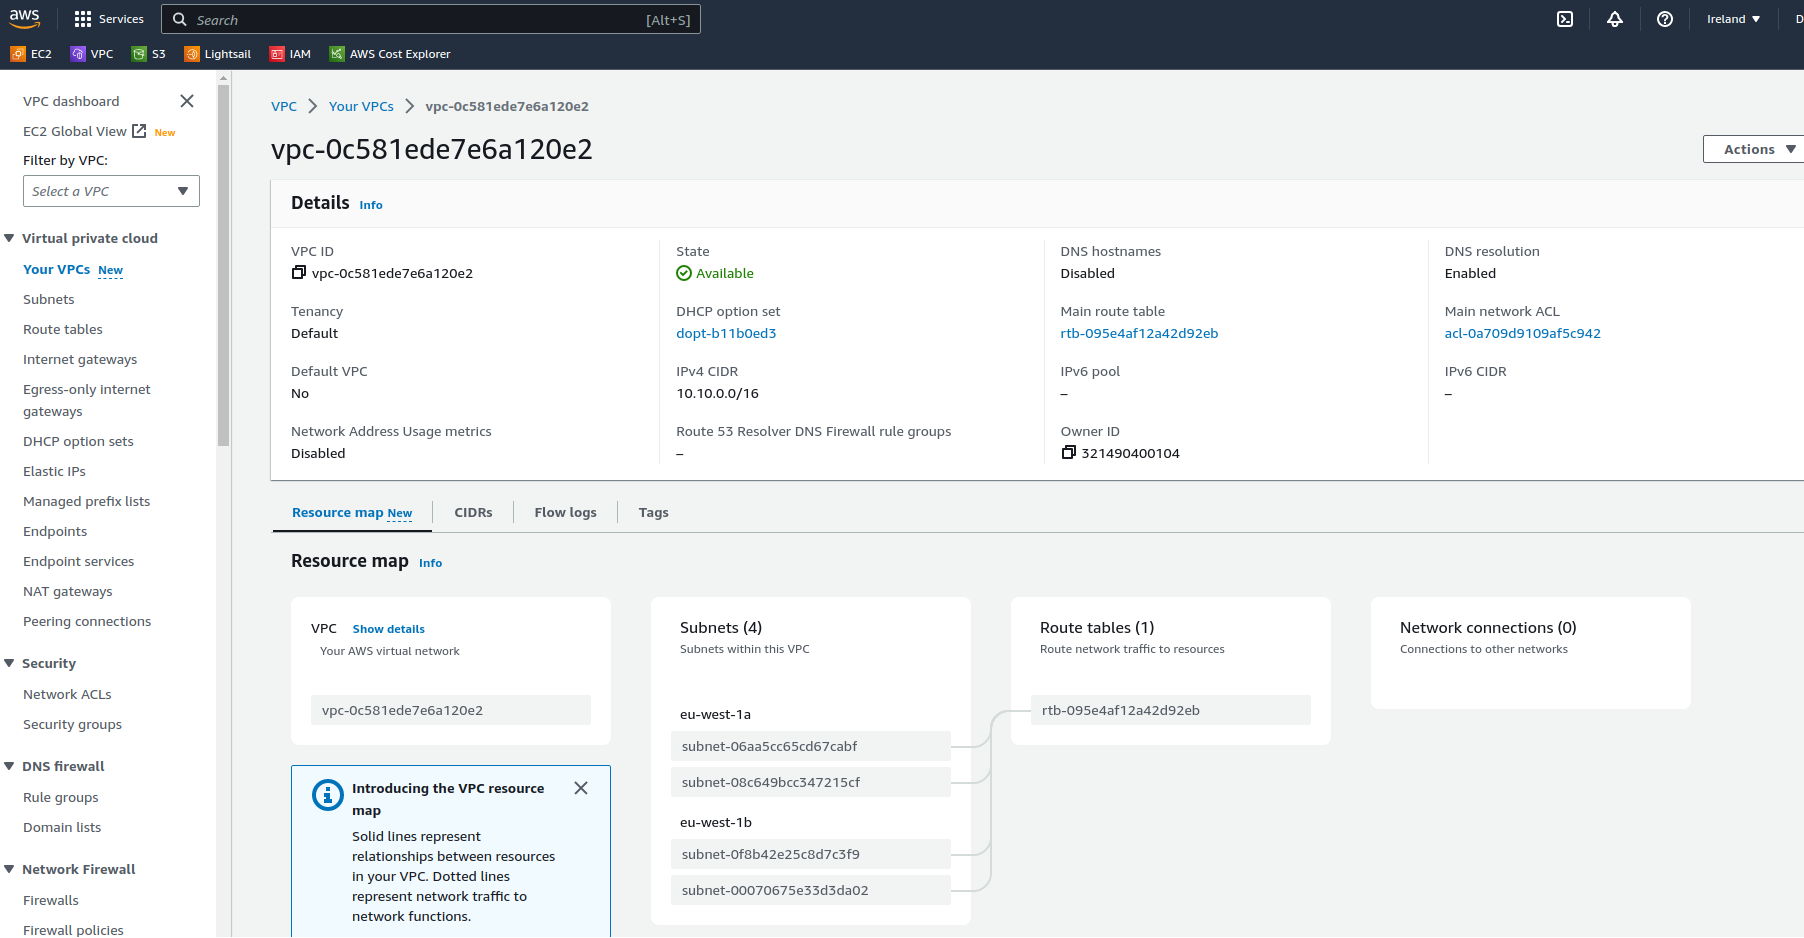 aws
Services
Search
[Alt+S]
Ireland
D
EC2
VPC
S3
Lightsail
IAM
AWS Cost Explorer
VPC dashboard
EC2 Global View
New
Filter by VPC:
Select a VPC
Virtual private cloud
Your VPCs New
Subnets
Route tables
Internet gateways
Egress-only internet
gateways
DHCP option sets
Elastic IPs
Managed prefix lists
Endpoints
Endpoint services
NAT gateways
Peering connections
Security
Network ACLs
Security groups
DNS firewall
Rule groups
Domain lists
Network Firewall
Firewalls
Firewall policies
VPC
Your VPCs
vpc-0c581ede7e6a120e2
vpc-0c581ede7e6a120e2
Actions
Details Info
VPC ID
vpc-0c581ede7e6a120e2
State
Available
DNS hostnames
Disabled
DNS resolution
Enabled
Tenancy
Default
DHCP option set
dopt-b11b0ed3
Main route table
rtb-095e4af12a42d92eb
Main network ACL
acl-0a709d9109af5c942
Default VPC
No
IPv4 CIDR
10.10.0.0/16
IPv6 pool
–
IPv6 CIDR
–
Network Address Usage metrics
Disabled
Route 53 Resolver DNS Firewall rule groups
–
Owner ID
321490400104
Resource map New
CIDRs
Flow logs
Tags
Resource map Info
VPC Show details
Your AWS virtual network
vpc-0c581ede7e6a120e2
Introducing the VPC resource
map
Solid lines represent
relationships between resources
in your VPC. Dotted lines
represent network traffic to
network functions.
Subnets (4)
Subnets within this VPC
eu-west-1a
subnet-06aa5cc65cd67cabf
subnet-08c649bcc347215cf
eu-west-1b
subnet-0f8b42e25c8d7c3f9
subnet-00070675e33d3da02
Route tables (1)
Route network traffic to resources
rtb-095e4af12a42d92eb
Network connections (0)
Connections to other networks